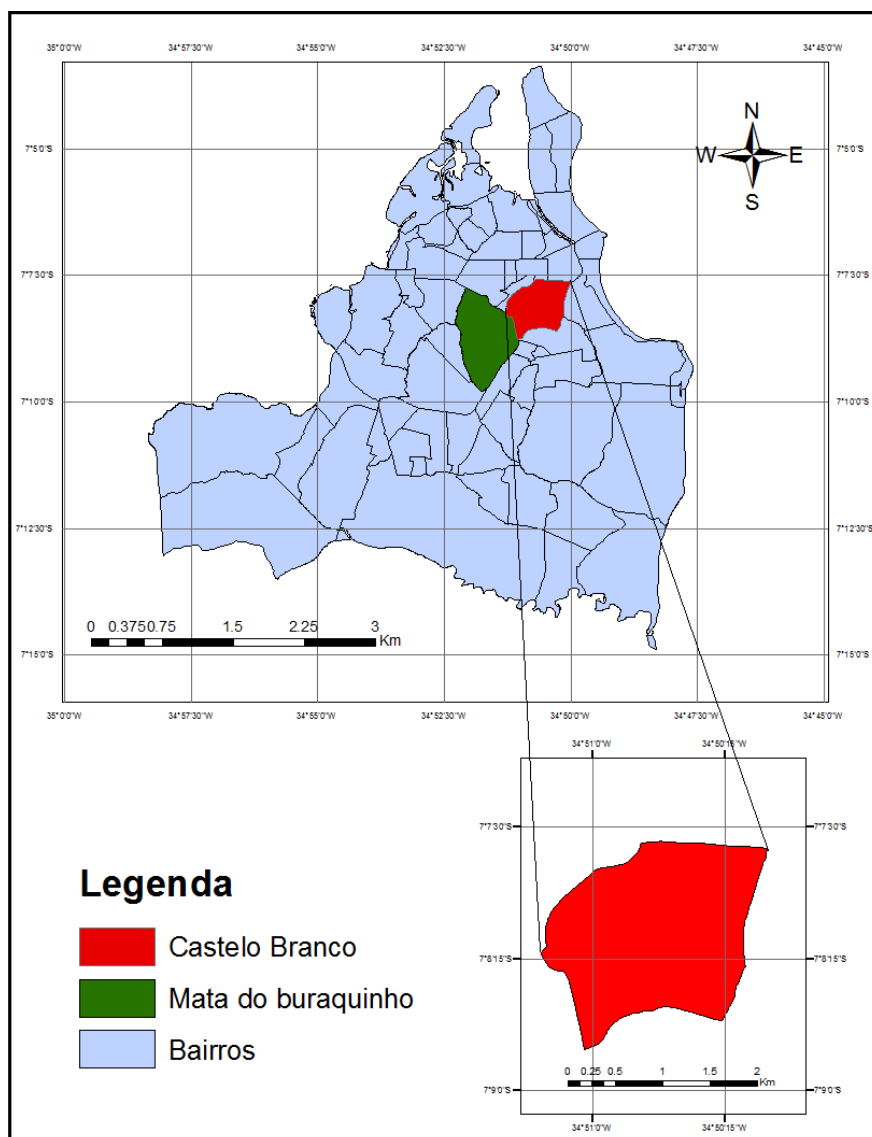 35°0'0"W 34°57'30"W 34°55'0"W 34°52'30"W 34°50'0"W 34°47'30"W 34°45'0"W
N
W E
S
7°5'0"S 7°5'0"S
7°7'30"S 7°7'30"S
7°10'0"S 7°10'0"S
7°12'30"S 7°12'30"S
0 0.375 0.75 1.5 2.25 3
Km
7°15'0"S 7°15'0"S
35°0'0"W 34°57'30"W 34°55'0"W 34°52'30"W 34°50'0"W 34°47'30"W 34°45'0"W
34°51'0"W 34°50'15"W
7°7'30"S 7°7'30"S
Legenda
Castelo Branco
Mata do buraquinho
Bairros
7°8'15"S 7°8'15"S
0 0.25 0.5 1 1.5 2
Km
7°9'0"S 7°9'0"S
34°51'0"W 34°50'15"W